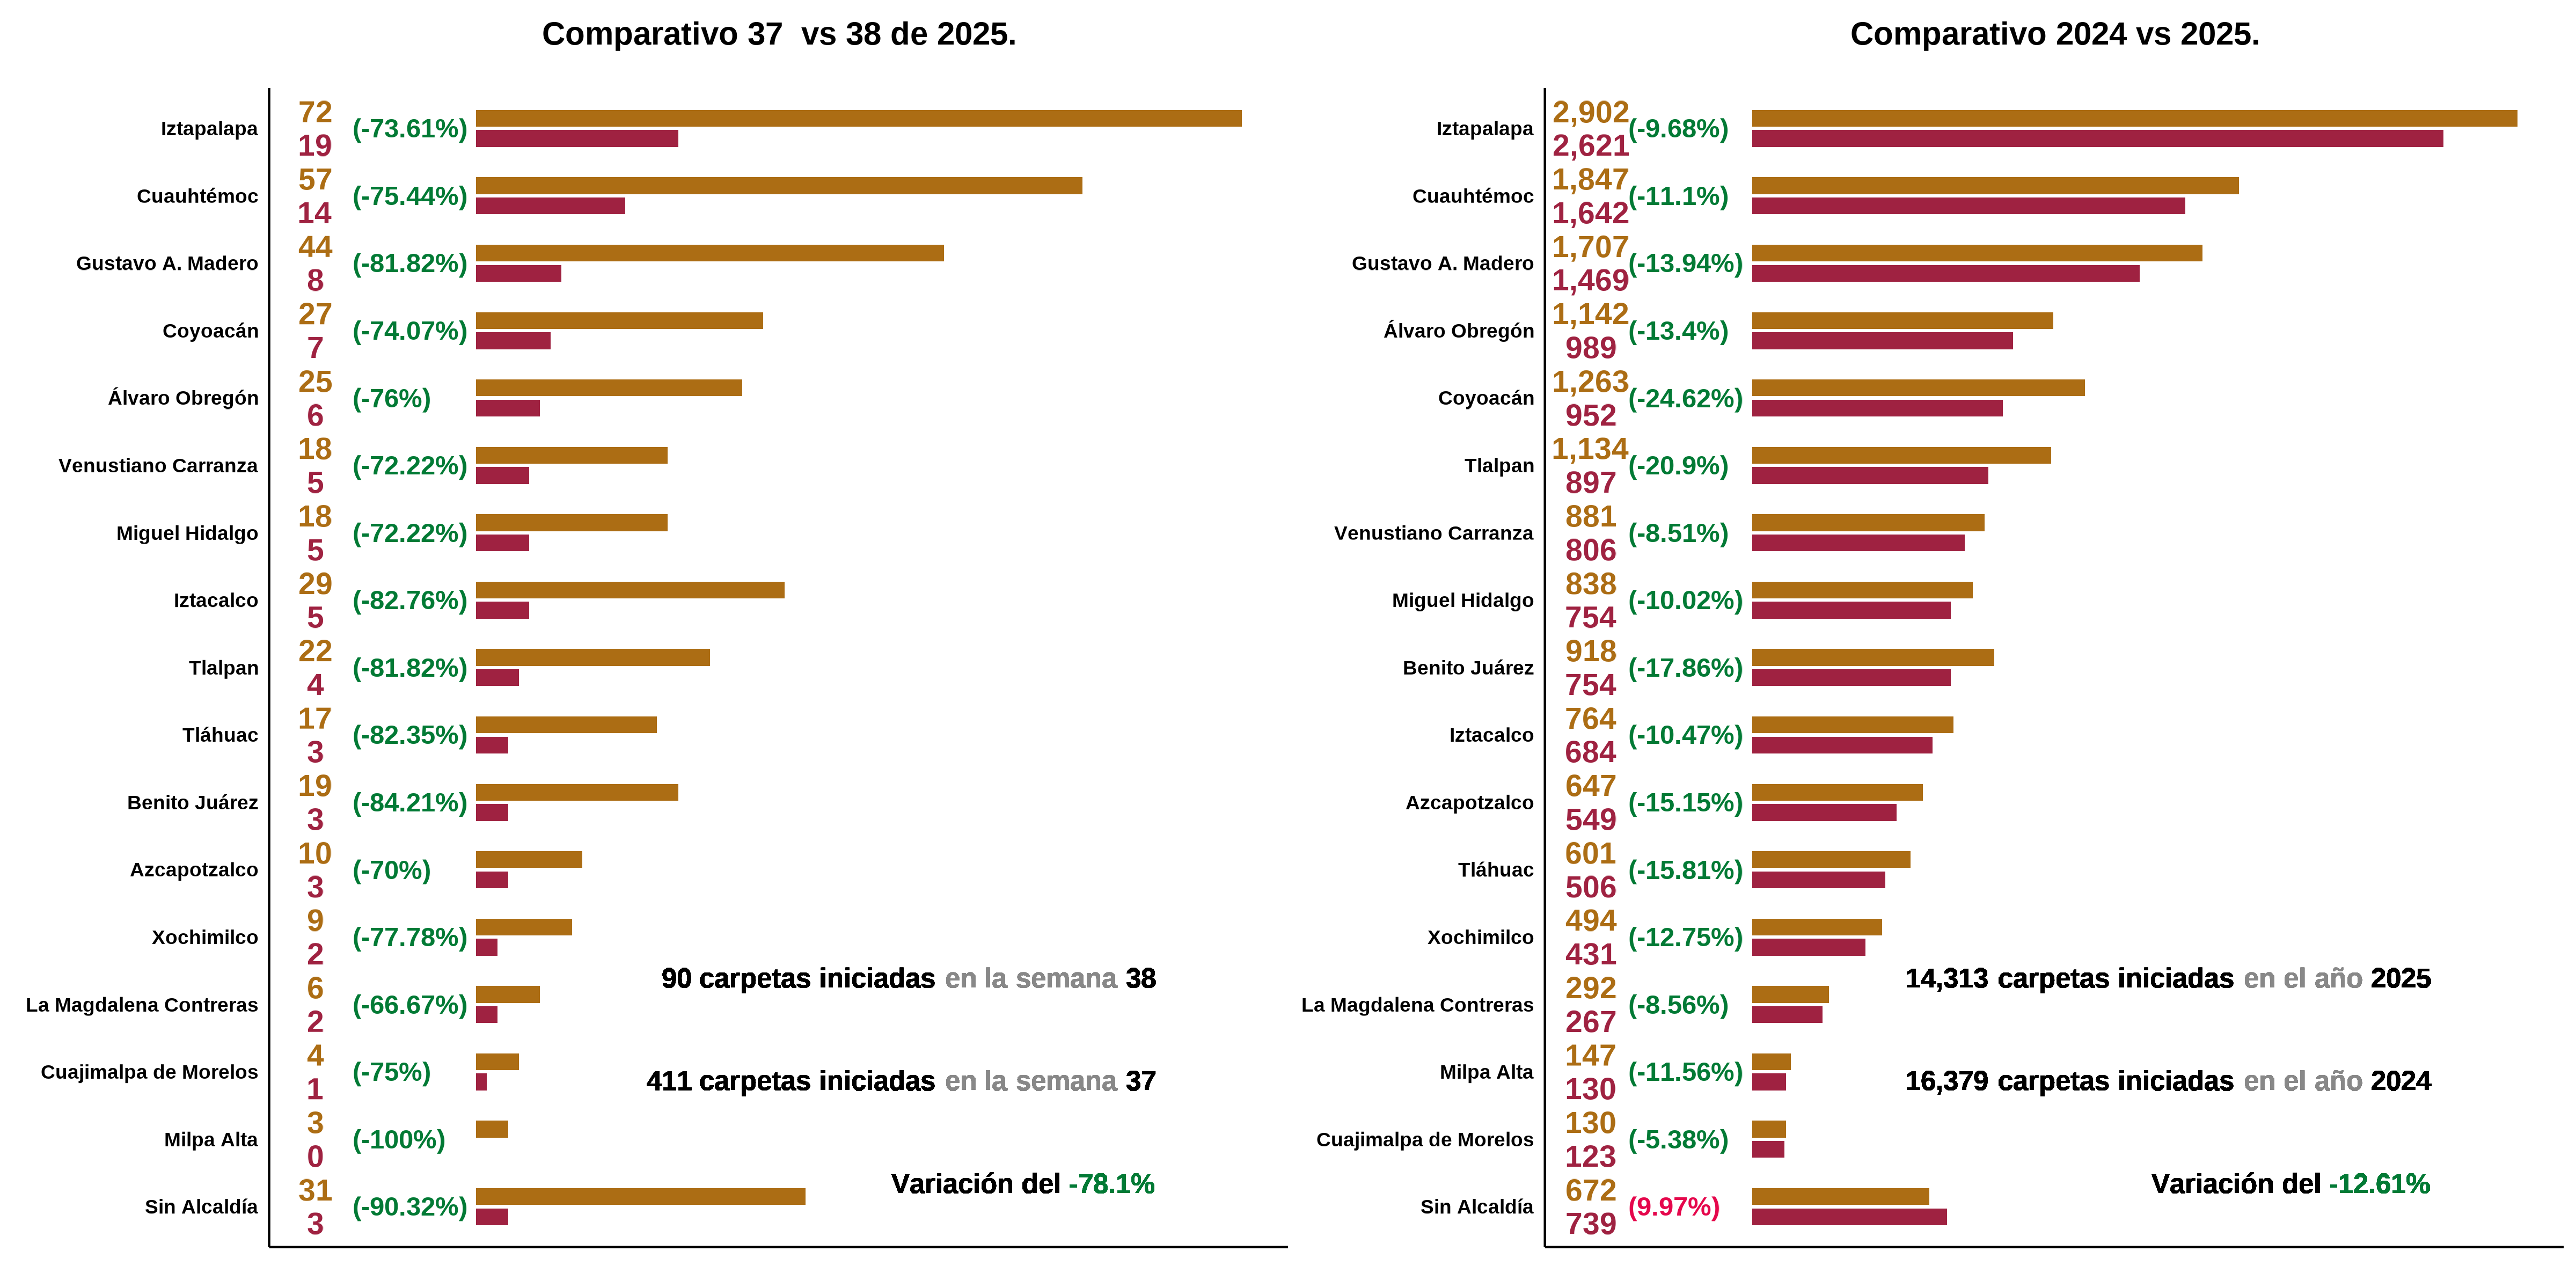 Comparativo 37  vs 38 de 2025.
Iztapalapa 72 19 (-73.61%)
Cuauhtémoc 57 14 (-75.44%)
Gustavo A. Madero 44 8 (-81.82%)
Coyoacán 27 7 (-74.07%)
Álvaro Obregón 25 6 (-76%)
Venustiano Carranza 18 5 (-72.22%)
Miguel Hidalgo 18 5 (-72.22%)
Iztacalco 29 5 (-82.76%)
Tlalpan 22 4 (-81.82%)
Tláhuac 17 3 (-82.35%)
Benito Juárez 19 3 (-84.21%)
Azcapotzalco 10 3 (-70%)
Xochimilco 9 2 (-77.78%)
La Magdalena Contreras 6 2 (-66.67%)
Cuajimalpa de Morelos 4 1 (-75%)
Milpa Alta 3 0 (-100%)
Sin Alcaldía 31 3 (-90.32%)
90 carpetas iniciadas en la semana 38
411 carpetas iniciadas en la semana 37
Variación del -78.1%
Comparativo 2024 vs 2025.
Iztapalapa 2,902 2,621 (-9.68%)
Cuauhtémoc 1,847 1,642 (-11.1%)
Gustavo A. Madero 1,707 1,469 (-13.94%)
Álvaro Obregón 1,142 989 (-13.4%)
Coyoacán 1,263 952 (-24.62%)
Tlalpan 1,134 897 (-20.9%)
Venustiano Carranza 881 806 (-8.51%)
Miguel Hidalgo 838 754 (-10.02%)
Benito Juárez 918 754 (-17.86%)
Iztacalco 764 684 (-10.47%)
Azcapotzalco 647 549 (-15.15%)
Tláhuac 601 506 (-15.81%)
Xochimilco 494 431 (-12.75%)
La Magdalena Contreras 292 267 (-8.56%)
Milpa Alta 147 130 (-11.56%)
Cuajimalpa de Morelos 130 123 (-5.38%)
Sin Alcaldía 672 739 (9.97%)
14,313 carpetas iniciadas en el año 2025
16,379 carpetas iniciadas en el año 2024
Variación del -12.61%